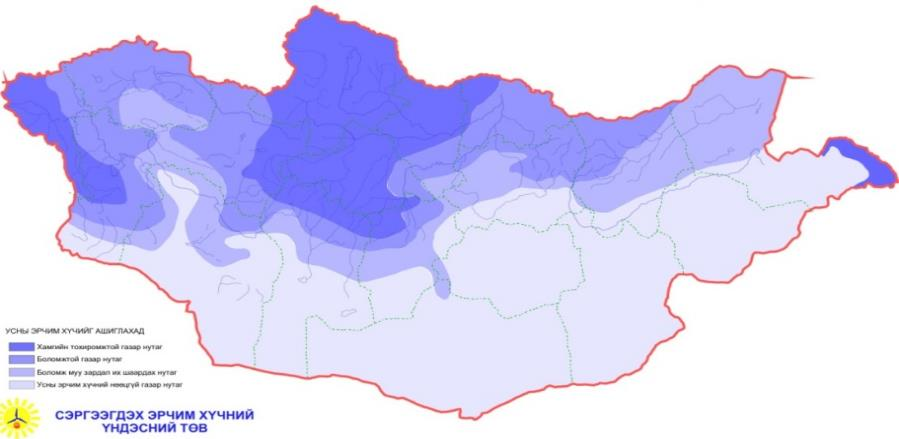 УСНЫ ЭРЧИМ ХҮЧИЙГ АШИГЛАХАД
Хамгийн тохиромжтой газар нутаг
Боломжтой газар нутаг
Боломж муу зардал их шаардах нутаг
Усны эрчим хүчний нөөцгүй газар нутаг
СЭРГЭЭГДЭХ ЭРЧИМ ХҮЧНИЙ
ҮНДЭСНИЙ ТӨВ